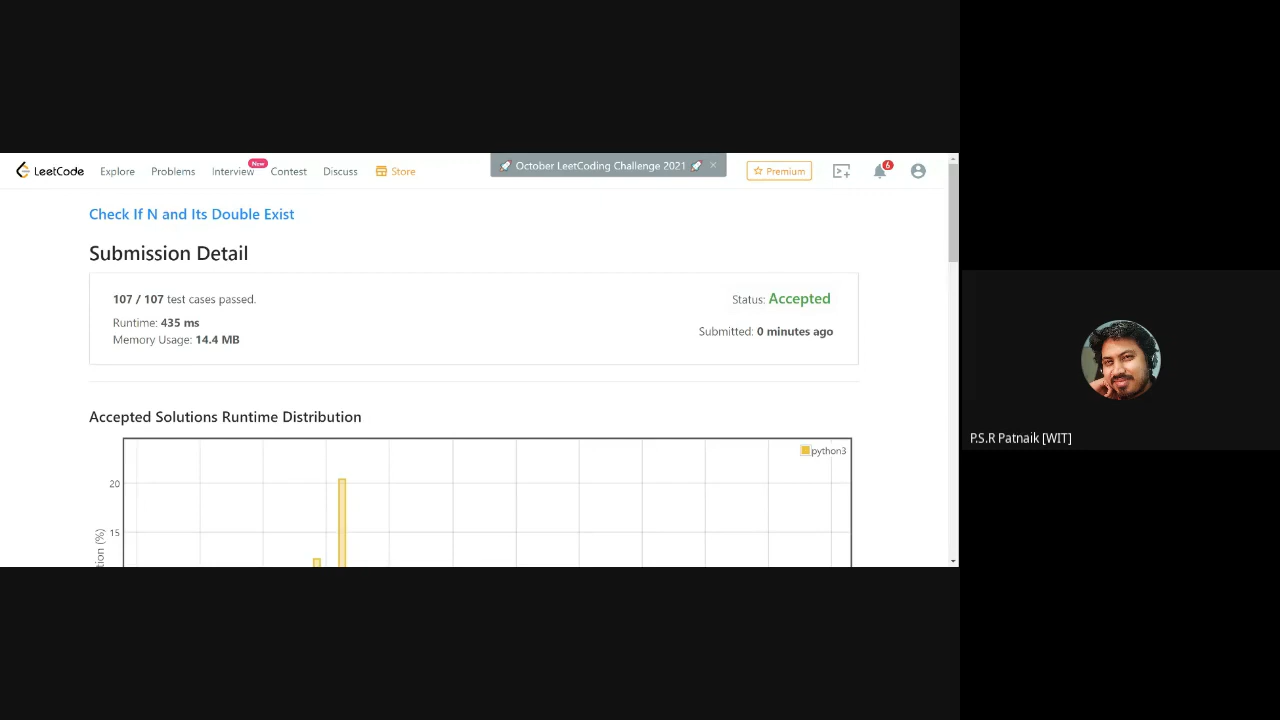 LeetCode Explore Problems Interview New Contest Discuss Store October LeetCoding Challenge 2021 × Premium 6
Check If N and Its Double Exist
Submission Detail
107 / 107 test cases passed.
Status: Accepted
Runtime: 435 ms
Memory Usage: 14.4 MB
Submitted: 0 minutes ago
Accepted Solutions Runtime Distribution
python3
20
15
P.S.R Patnaik [WIT]